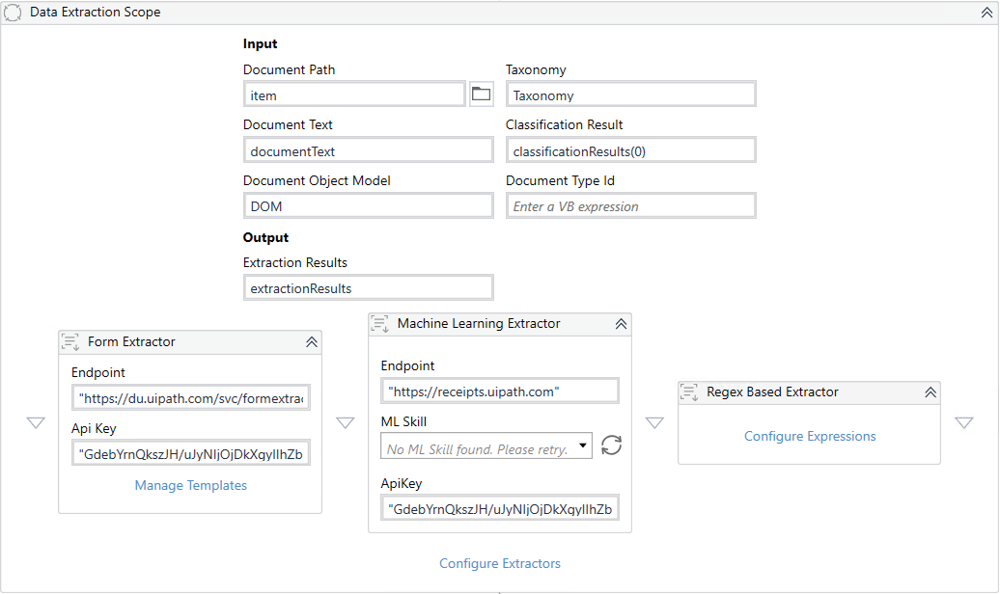 Data Extraction Scope
Input
Document Path
Taxonomy
item
Taxonomy
Document Text
Classification Result
documentText
classificationResults(0)
Document Object Model
Document Type Id
DOM
Enter a VB expression
Output
Extraction Results
extractionResults
Form Extractor
Endpoint
"https://du.uipath.com/svc/formextrac
Api Key
"GdebYrnQkszJH/uJyNIjOjDkXgyIIhZb
Manage Templates
Machine Learning Extractor
Endpoint
"https://receipts.uipath.com"
ML Skill
No ML Skill found. Please retry.
ApiKey
"GdebYrnQkszJH/uJyNIjOjDkXgyIIhZb
Regex Based Extractor
Configure Expressions
Configure Extractors